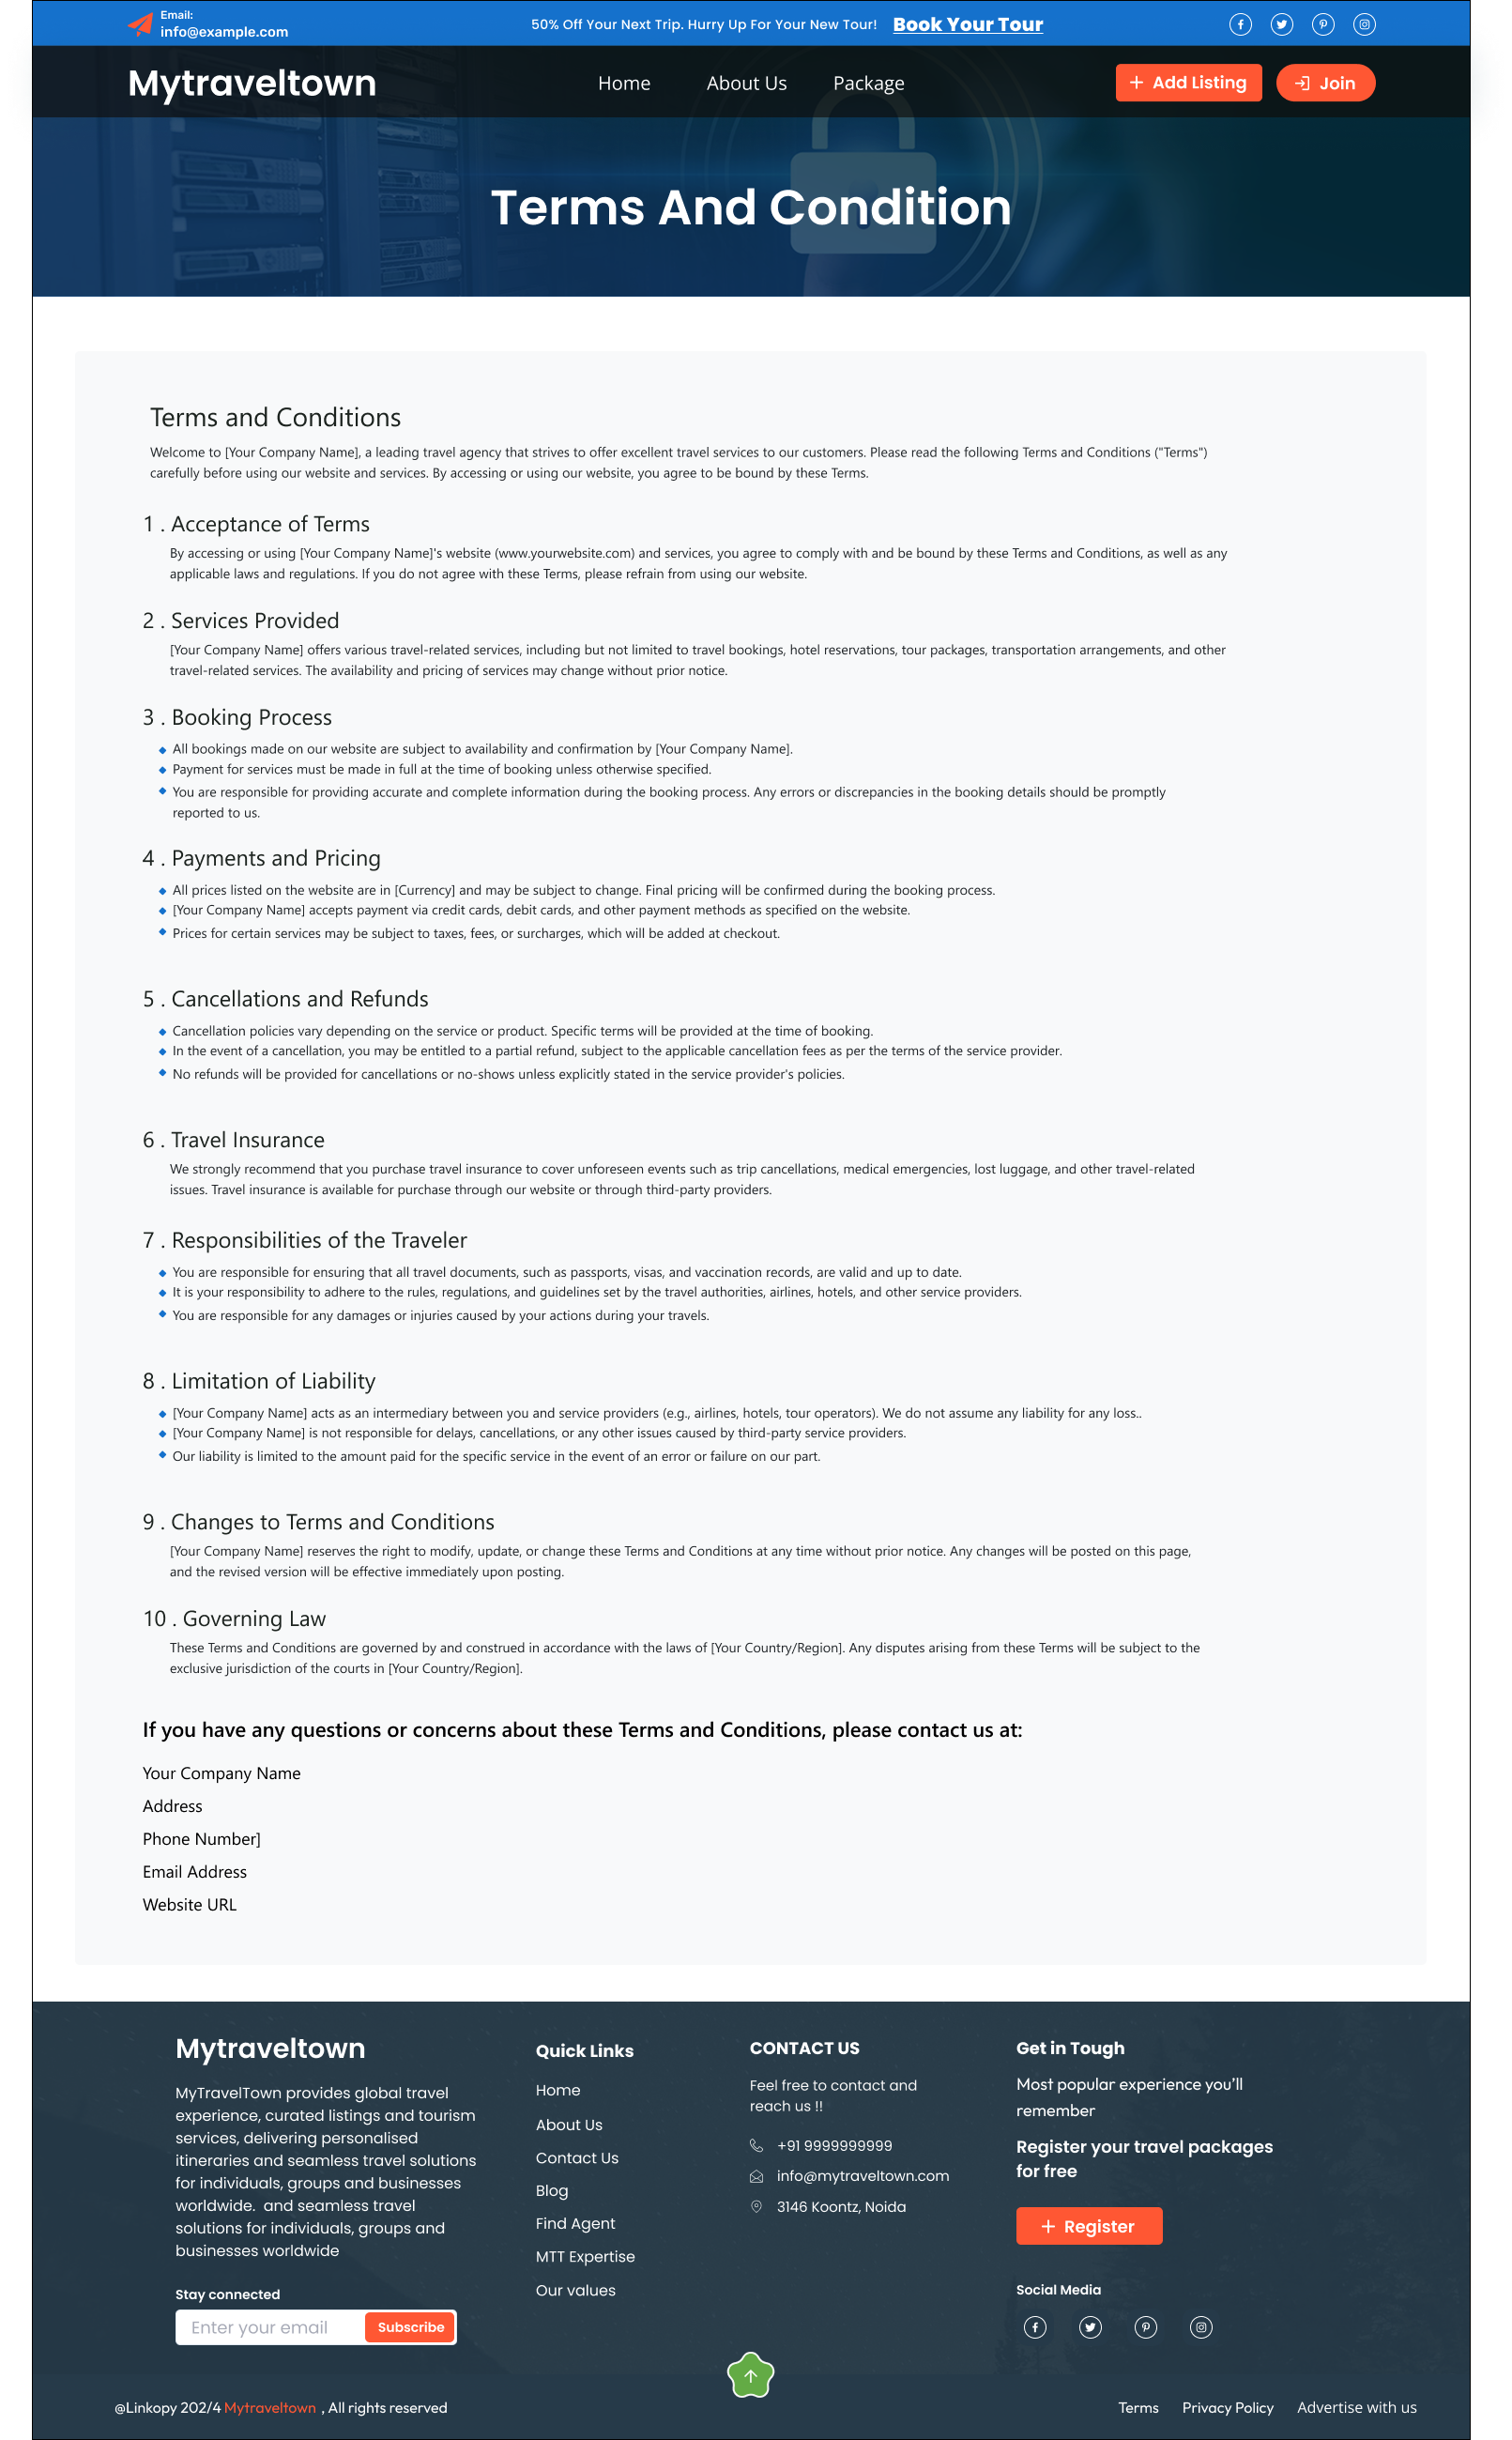 Email:
info@example.com
50% Off Your Next Trip. Hurry Up For Your New Tour! Book Your Tour
Mytraveltown
Home About Us Package
+ Add Listing
Join
Terms And Condition
Terms and Conditions
Welcome to [Your Company Name], a leading travel agency that strives to offer excellent travel services to our customers. Please read the following Terms and Conditions ("Terms")
carefully before using our website and services. By accessing or using our website, you agree to be bound by these Terms.
1 . Acceptance of Terms
By accessing or using [Your Company Name]'s website (www.yourwebsite.com) and services, you agree to comply with and be bound by these Terms and Conditions, as well as any
applicable laws and regulations. If you do not agree with these Terms, please refrain from using our website.
2 . Services Provided
[Your Company Name] offers various travel-related services, including but not limited to travel bookings, hotel reservations, tour packages, transportation arrangements, and other
travel-related services. The availability and pricing of services may change without prior notice.
3 . Booking Process
All bookings made on our website are subject to availability and confirmation by [Your Company Name].
Payment for services must be made in full at the time of booking unless otherwise specified.
You are responsible for providing accurate and complete information during the booking process. Any errors or discrepancies in the booking details should be promptly
reported to us.
4 . Payments and Pricing
All prices listed on the website are in [Currency] and may be subject to change. Final pricing will be confirmed during the booking process.
[Your Company Name] accepts payment via credit cards, debit cards, and other payment methods as specified on the website.
Prices for certain services may be subject to taxes, fees, or surcharges, which will be added at checkout.
5 . Cancellations and Refunds
Cancellation policies vary depending on the service or product. Specific terms will be provided at the time of booking.
In the event of a cancellation, you may be entitled to a partial refund, subject to the applicable cancellation fees as per the terms of the service provider.
No refunds will be provided for cancellations or no-shows unless explicitly stated in the service provider's policies.
6 . Travel Insurance
We strongly recommend that you purchase travel insurance to cover unforeseen events such as trip cancellations, medical emergencies, lost luggage, and other travel-related
issues. Travel insurance is available for purchase through our website or through third-party providers.
7 . Responsibilities of the Traveler
You are responsible for ensuring that all travel documents, such as passports, visas, and vaccination records, are valid and up to date.
It is your responsibility to adhere to the rules, regulations, and guidelines set by the travel authorities, airlines, hotels, and other service providers.
You are responsible for any damages or injuries caused by your actions during your travels.
8 . Limitation of Liability
[Your Company Name] acts as an intermediary between you and service providers (e.g., airlines, hotels, tour operators). We do not assume any liability for any loss..
[Your Company Name] is not responsible for delays, cancellations, or any other issues caused by third-party service providers.
Our liability is limited to the amount paid for the specific service in the event of an error or failure on our part.
9 . Changes to Terms and Conditions
[Your Company Name] reserves the right to modify, update, or change these Terms and Conditions at any time without prior notice. Any changes will be posted on this page,
and the revised version will be effective immediately upon posting.
10 . Governing Law
These Terms and Conditions are governed by and construed in accordance with the laws of [Your Country/Region]. Any disputes arising from these Terms will be subject to the
exclusive jurisdiction of the courts in [Your Country/Region].
If you have any questions or concerns about these Terms and Conditions, please contact us at:
Your Company Name
Address
Phone Number]
Email Address
Website URL
Mytraveltown
MyTravelTown provides global travel
experience, curated listings and tourism
services, delivering personalised
itineraries and seamless travel solutions
for individuals, groups and businesses
worldwide. and seamless travel
solutions for individuals, groups and
businesses worldwide
Stay connected
Enter your email Subscribe
Quick Links
Home
About Us
Contact Us
Blog
Find Agent
MTT Expertise
Our values
CONTACT US
Feel free to contact and
reach us !!
+91 9999999999
info@mytraveltown.com
3146 Koontz, Noida
Get in Tough
Most popular experience you'll
remember
Register your travel packages
for free
+ Register
Social Media
@Linkopy 202/4 Mytraveltown , All rights reserved
Terms Privacy Policy Advertise with us